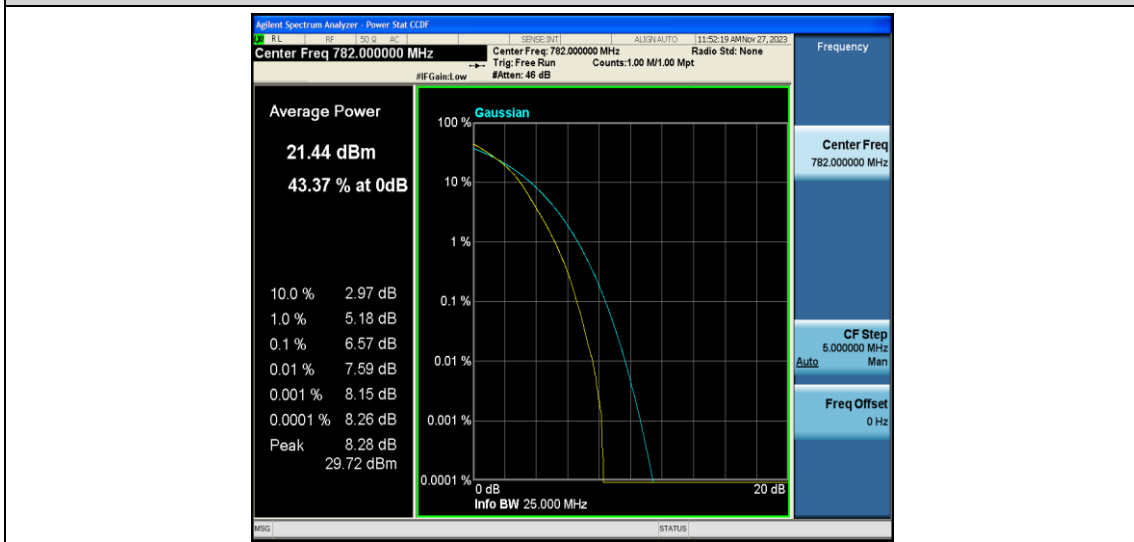 Agilent Spectrum Analyzer - Power Stat CCDF
RL RF 50 Ω AC SENSE:INT ALIGN AUTO 11:52:19 AM Nov 27, 2023
Center Freq 782.000000 MHz
Center Freq: 782.000000 MHz Radio Std: None
Trig: Free Run Counts:1.00 M/1.00 Mpt
#IFGain:Low #Atten: 46 dB
Frequency
Average Power
21.44 dBm
43.37 % at 0dB
10.0 % 2.97 dB
1.0 % 5.18 dB
0.1 % 6.57 dB
0.01 % 7.59 dB
0.001 % 8.15 dB
0.0001 % 8.26 dB
Peak 8.28 dB
29.72 dBm
Gaussian
100 %
10 %
1 %
0.1 %
0.01 %
0.001 %
0.0001 %
0 dB 20 dB
Info BW 25.000 MHz
Center Freq
782.000000 MHz
CF Step
5.000000 MHz
Auto Man
Freq Offset
0 Hz
MSG STATUS